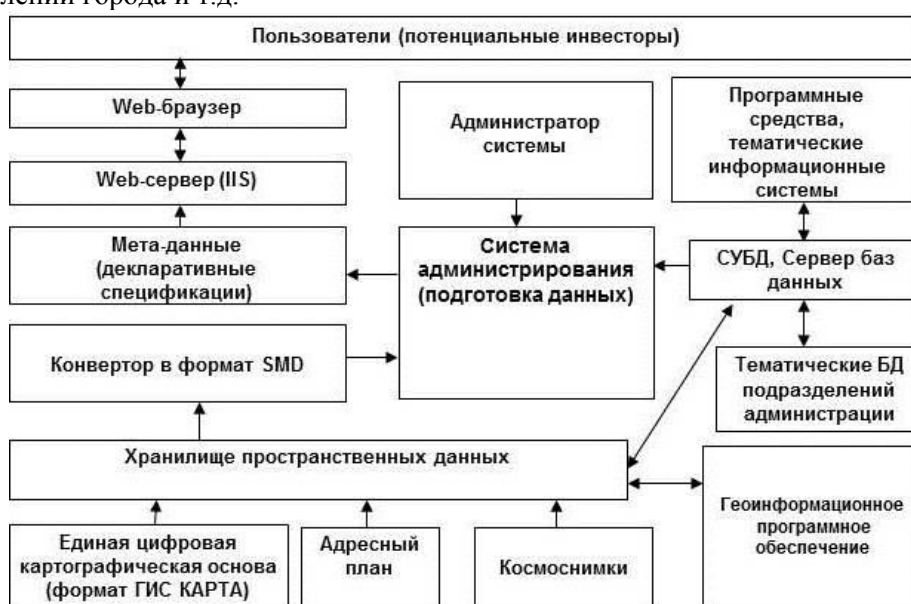 Пользователи (потенциальные инвесторы)
Web-браузер
Web-сервер (IIS)
Мета-данные
(декларативные
спецификации)
Конвертор в формат SMD
Администратор
системы
Система
администрирования
(подготовка данных)
Программные
средства,
тематические
информационные
системы
СУБД, Сервер баз
данных
Тематические БД
подразделений
администрации
Хранилище пространственных данных
Геоинформационное
программное
обеспечение
Единая цифровая
картографическая основа
(формат ГИС КАРТА)
Адресный
план
Космоснимки